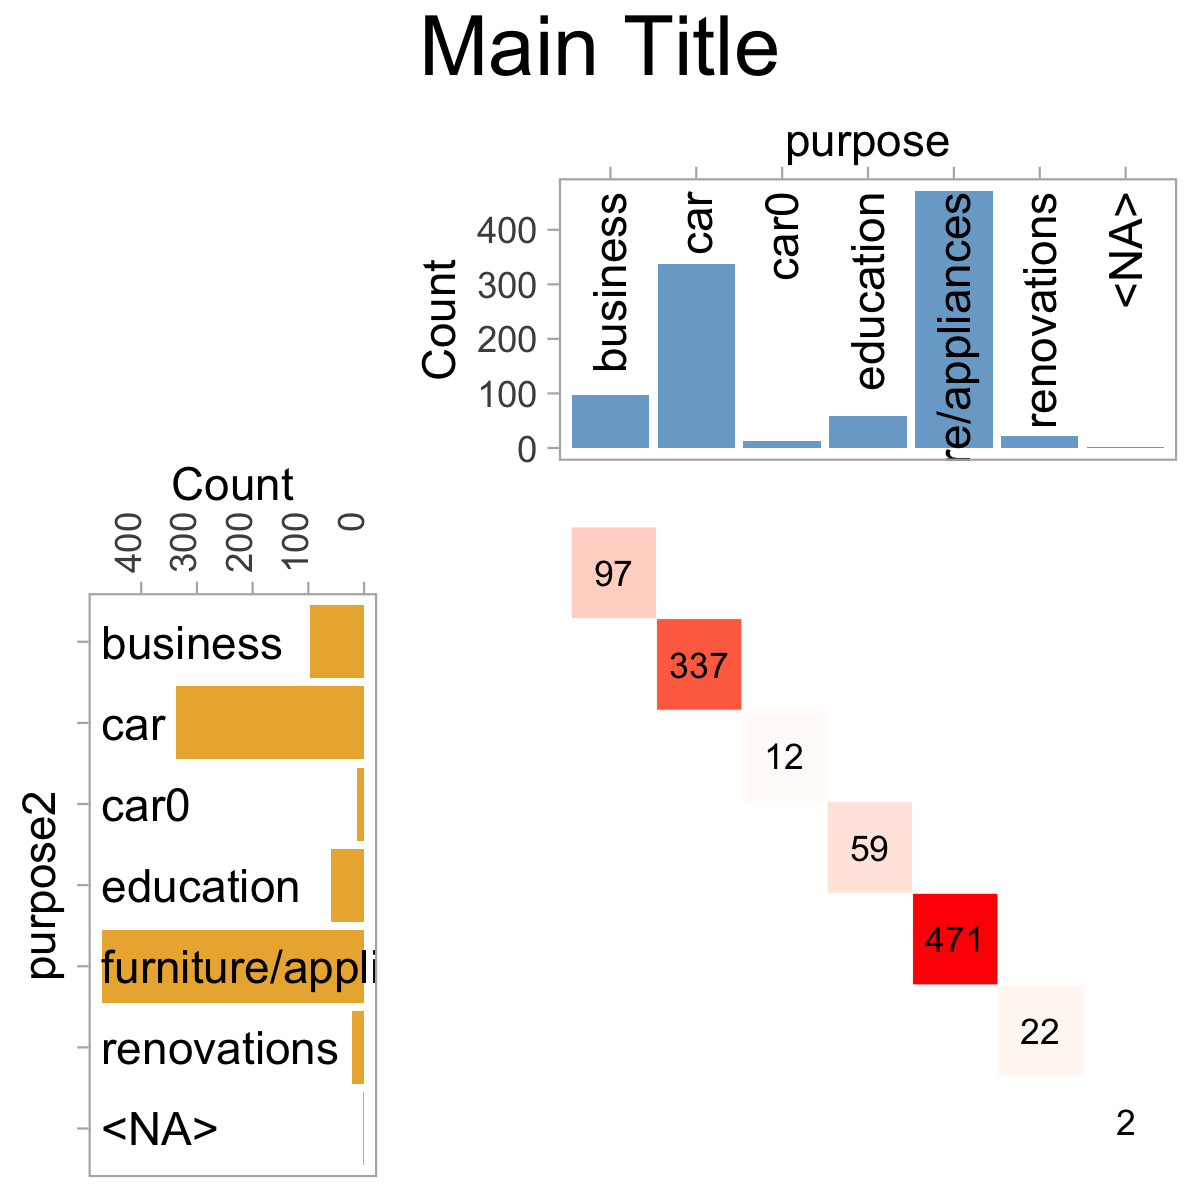 Main Title
purpose
business
car
car0
education
re/appliances
renovations
<NA>
Count
400
300
200
100
0
Count
400
300
200
100
0
purpose2
business
car
car0
education
furniture/appli
renovations
<NA>
97
337
12
59
471
22
2